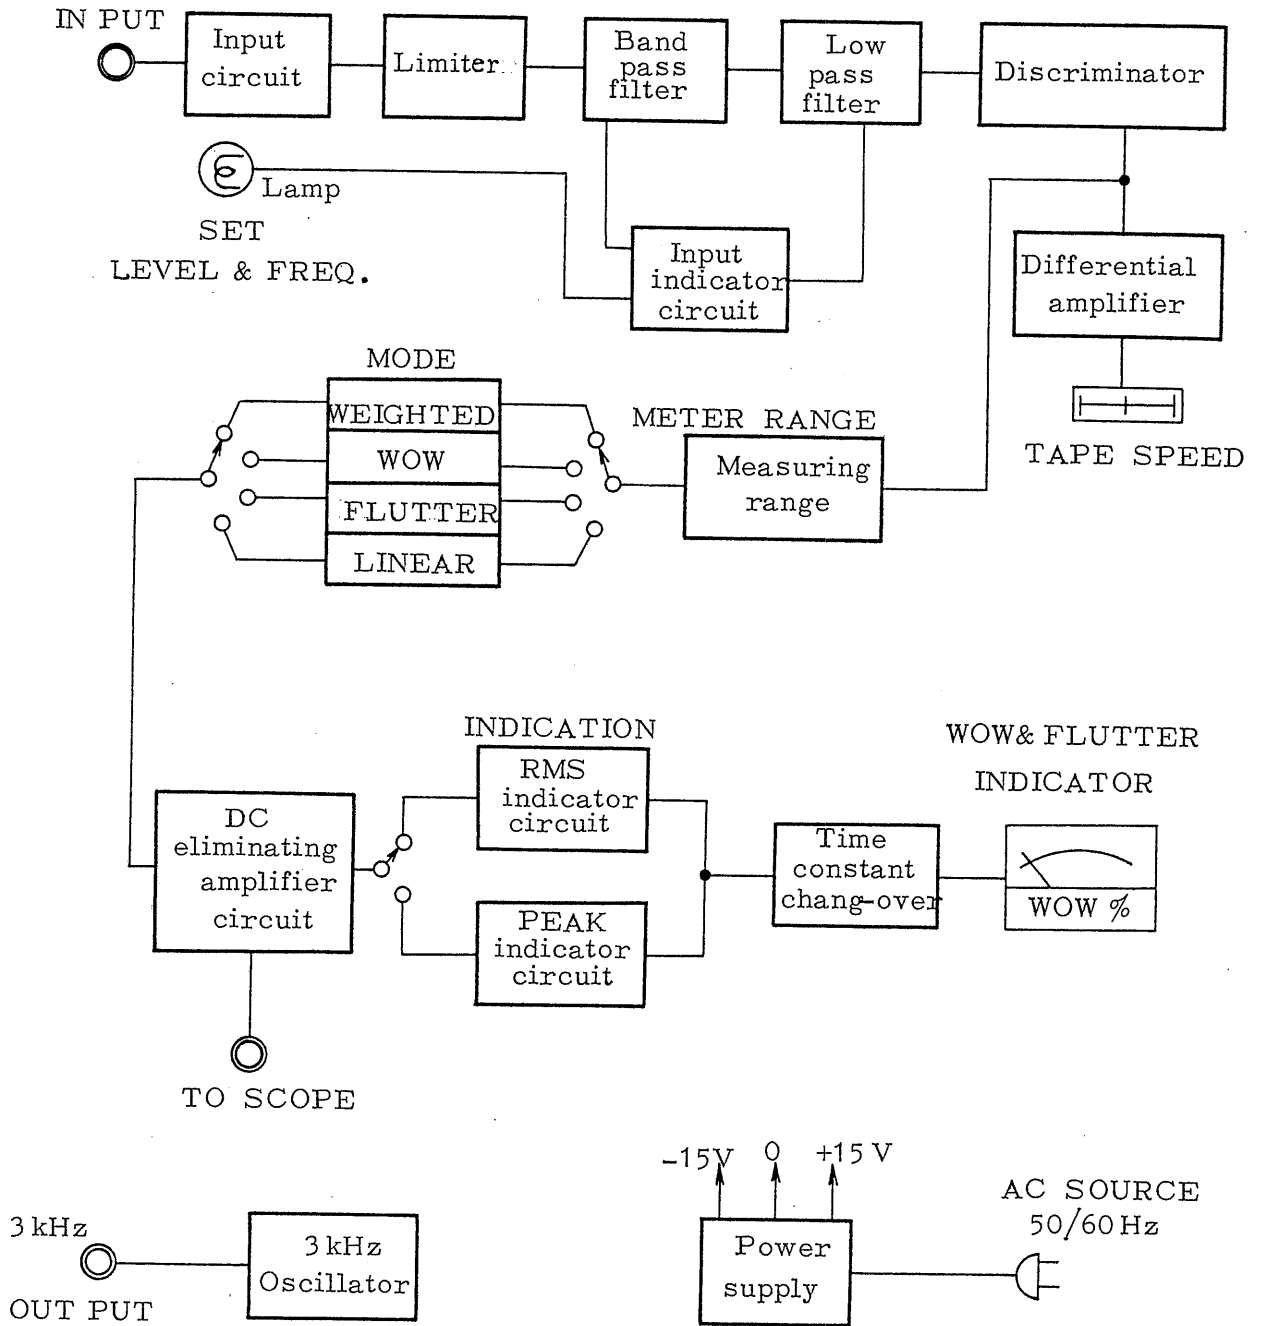 IN PUT
Input
circuit
Limiter
Band
pass
filter
Low
pass
filter
Discriminator
Lamp
SET
LEVEL & FREQ.
Input
indicator
circuit
Differential
amplifier
TAPE SPEED
MODE
WEIGHTED
WOW
FLUTTER
LINEAR
METER RANGE
Measuring
range
INDICATION
RMS
indicator
circuit
PEAK
indicator
circuit
WOW& FLUTTER
INDICATOR
DC
eliminating
amplifier
circuit
Time
constant
chang-over
WOW %
TO SCOPE
3 kHz
OUT PUT
3 kHz
Oscillator
-15V 0 +15 V
Power
supply
AC SOURCE
50/60 Hz